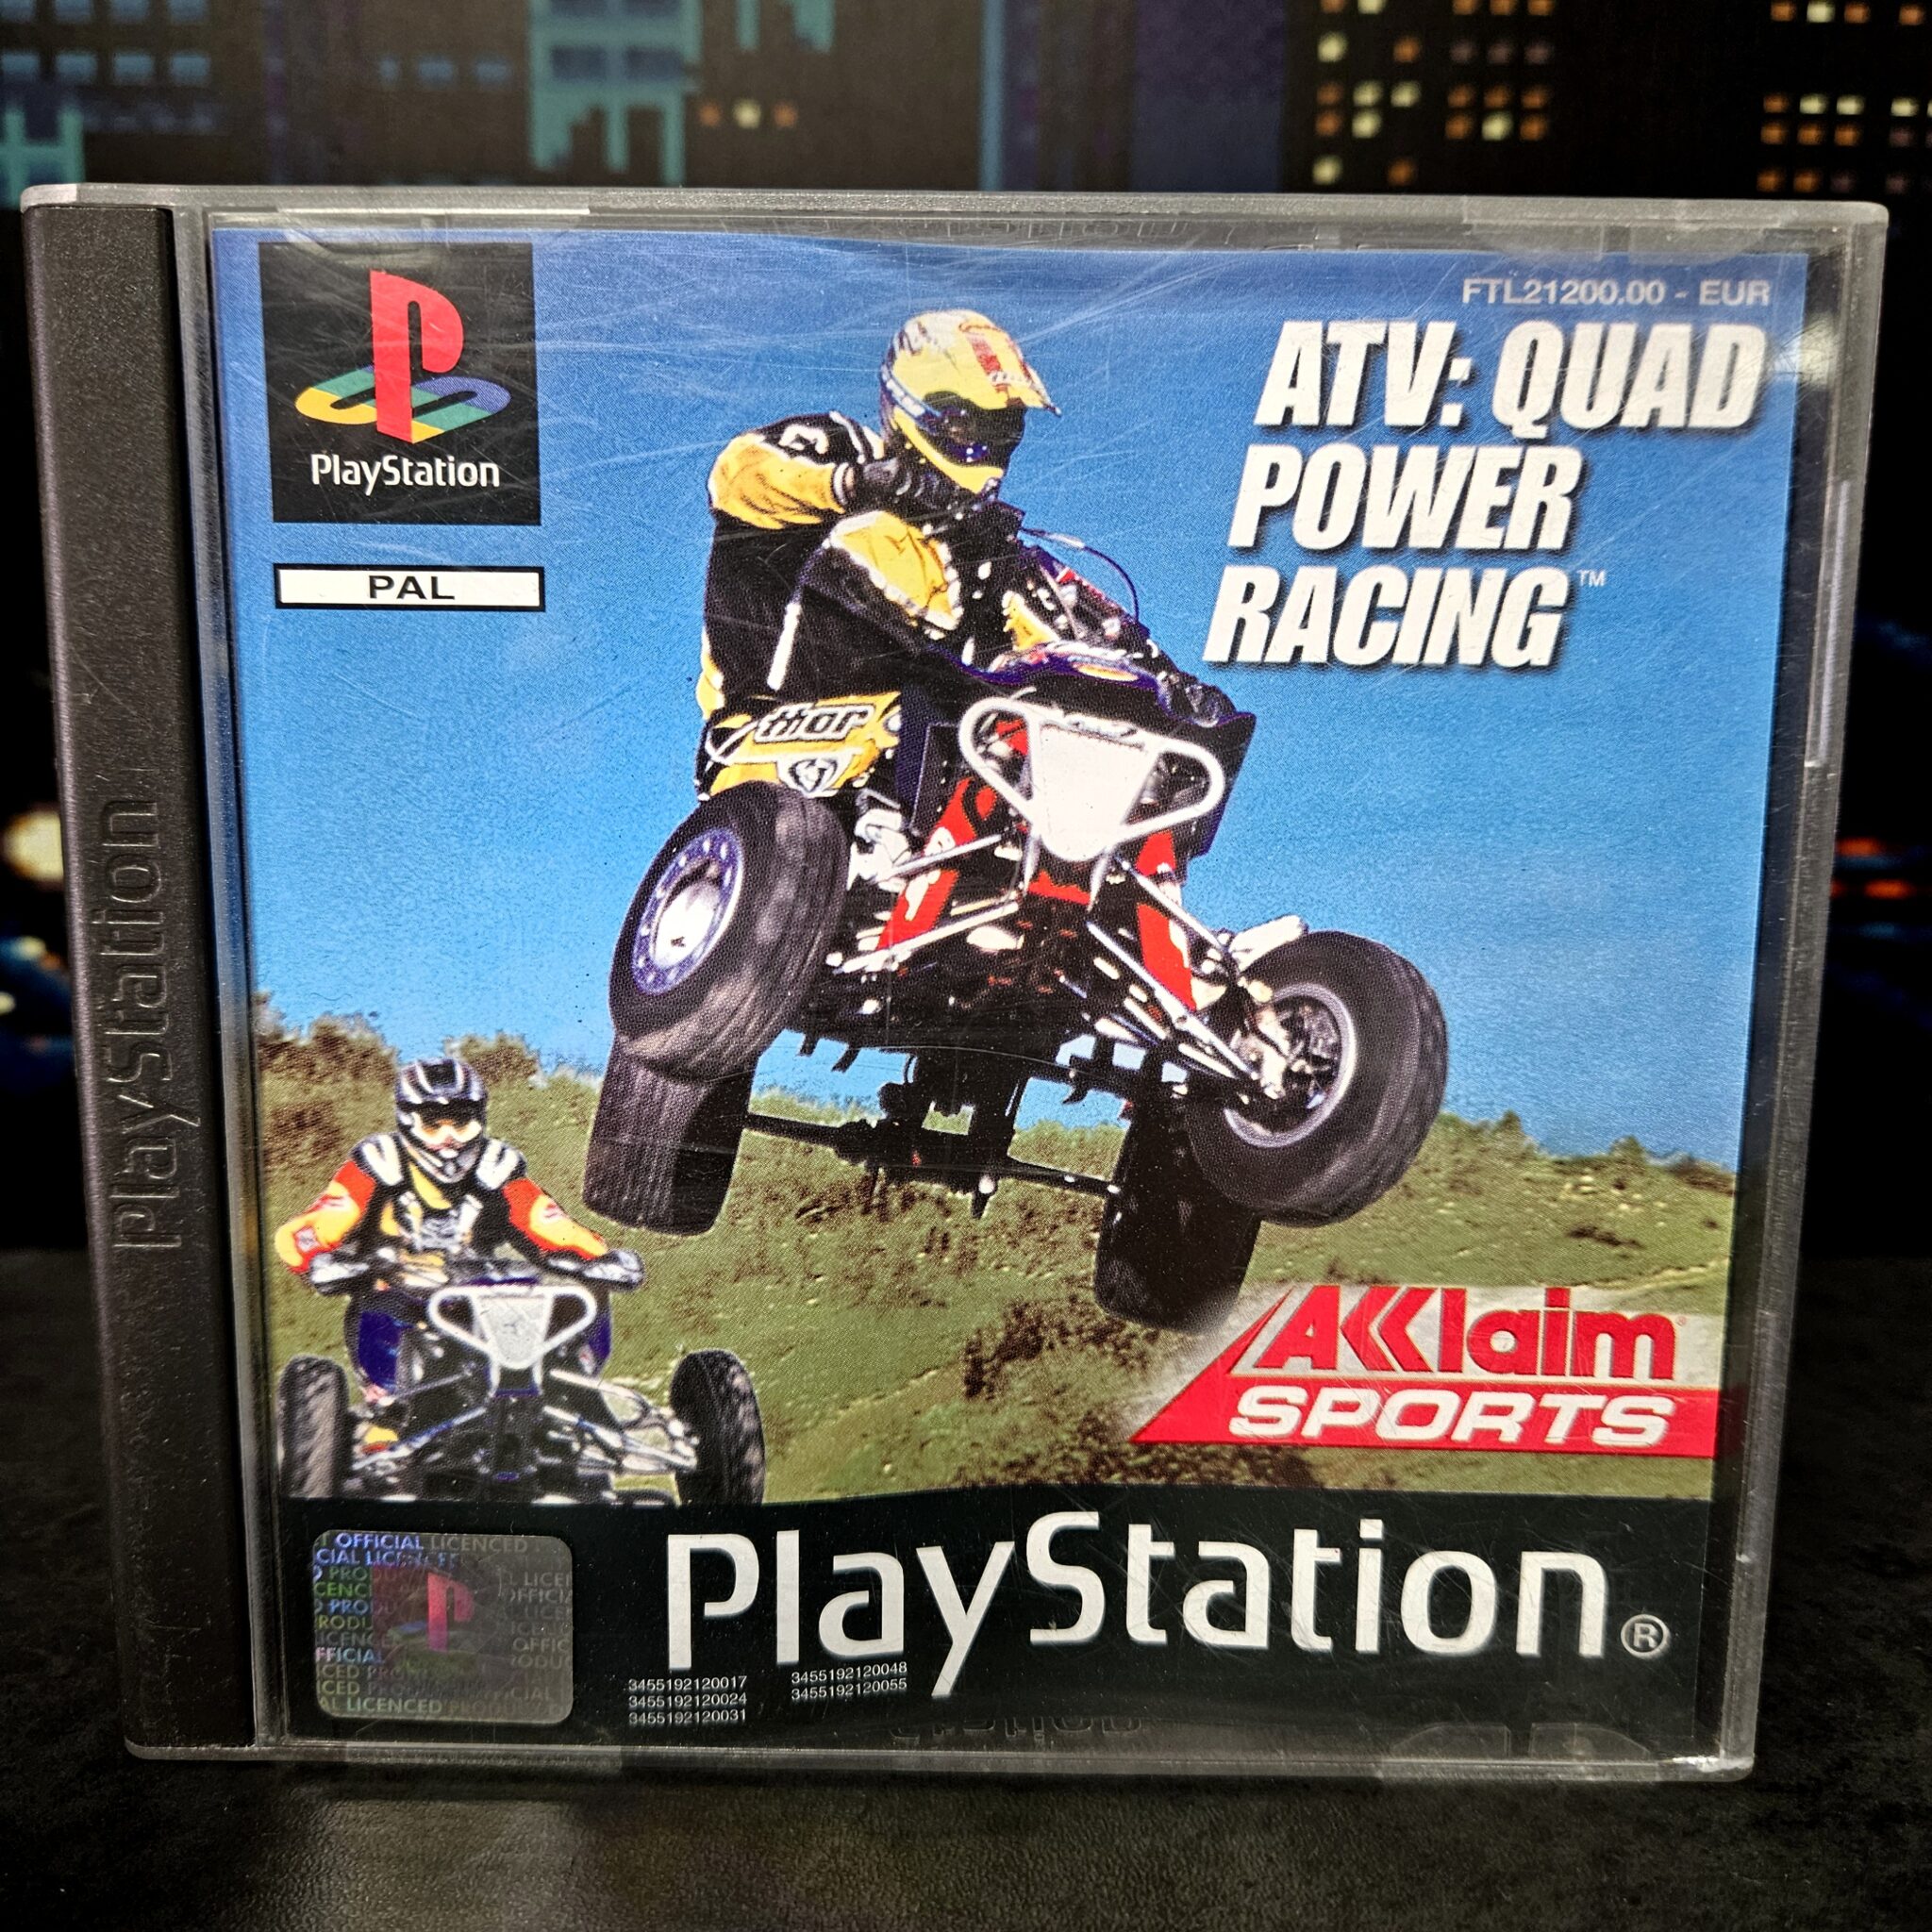 FTL21200.00 - EUR
PlayStation
PAL
ATV: QUAD
POWER
RACING™
PlayStation
thor
AKKlaim
SPORTS
OFFICIAL LICENCED
PlayStation®
3455192120017
3455192120024
3455192120031
3455192120048
3455192120055